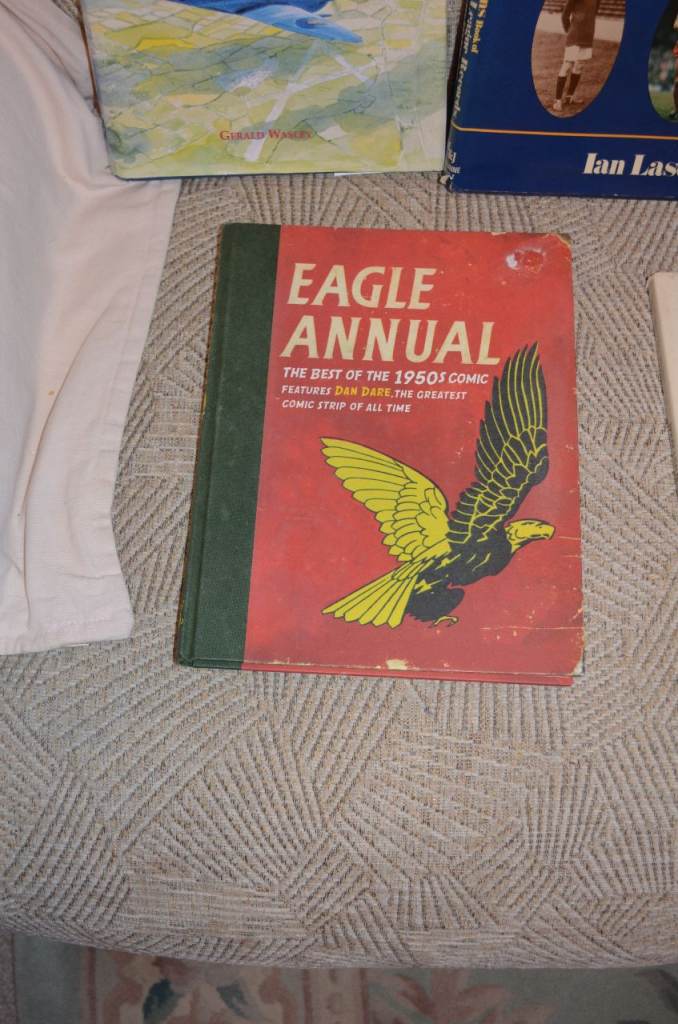 GERALD WASLEY
Ian
EAGLE
ANNUAL
THE BEST OF THE 1950s COMIC
FEATURES DAN DARE, THE GREATEST
COMIC STRIP OF ALL TIME